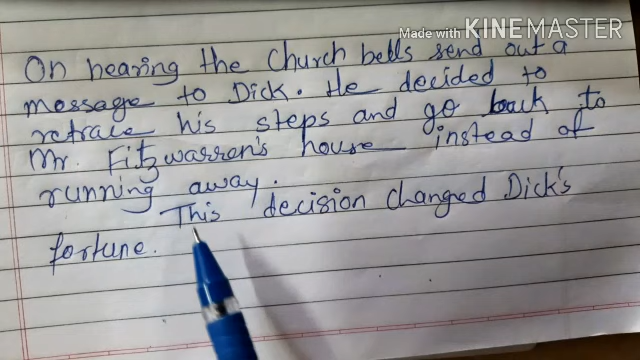 Made with KINEMASTER
On hearing the Church bells send out a
message to Dick. He decided to
retrace his steps and go back to
Mr. Fitzwarren's house instead of
running away.
This decision changed Dick's
fortune.